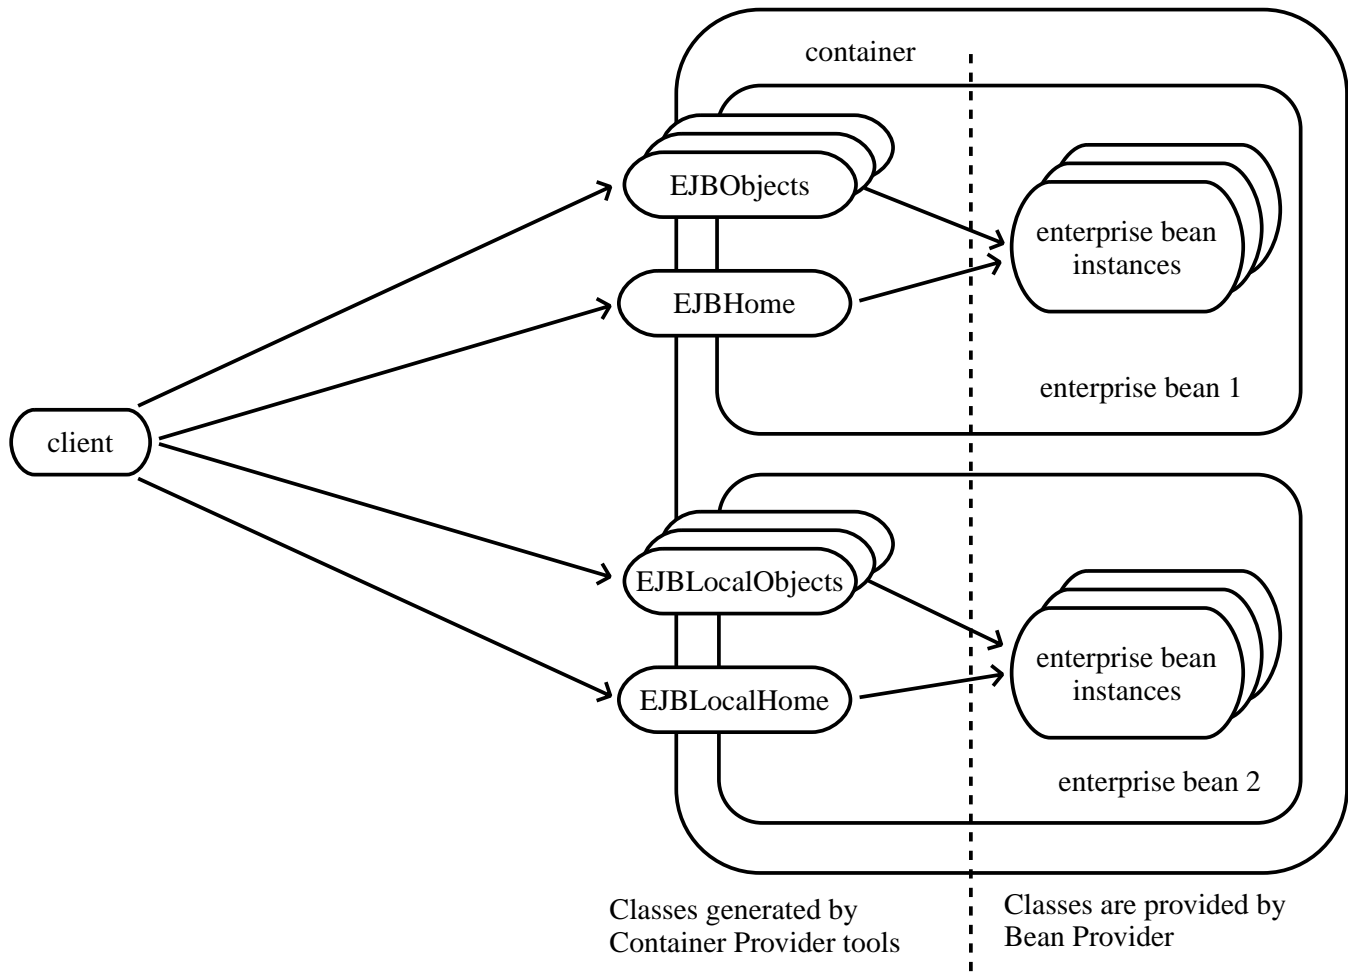 container
EJBObjects
enterprise bean
instances
EJBHome
enterprise bean 1
client
EJBLocalObjects
enterprise bean
instances
EJBLocalHome
enterprise bean 2
Classes generated by
Container Provider tools
Classes are provided by
Bean Provider